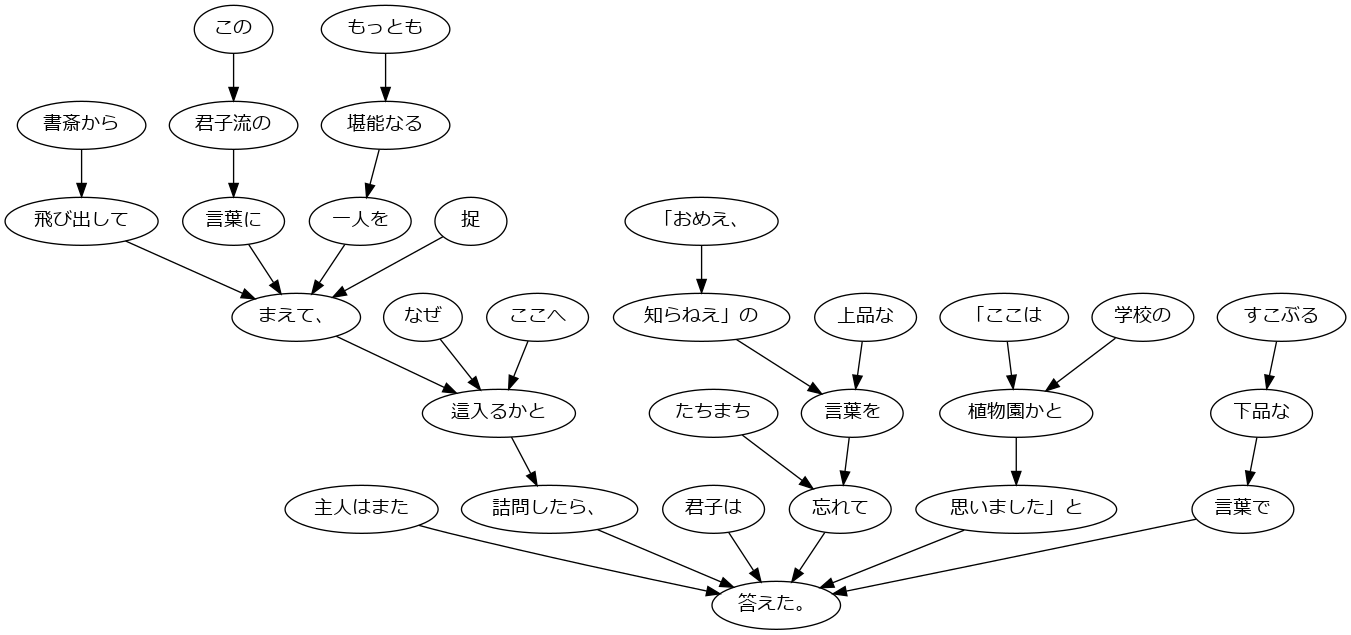 この
もっとも
書斎から
君子流の
堪能なる
飛び出して
言葉に
一人を
捉
「おめえ、
まえて、
なぜ
ここへ
知らねえ」の
上品な
「ここは
学校の
すこぶる
這入るかと
たちまち
言葉を
植物園かと
下品な
主人はまた
詰問したら、
君子は
忘れて
思いました」と
言葉で
答えた。